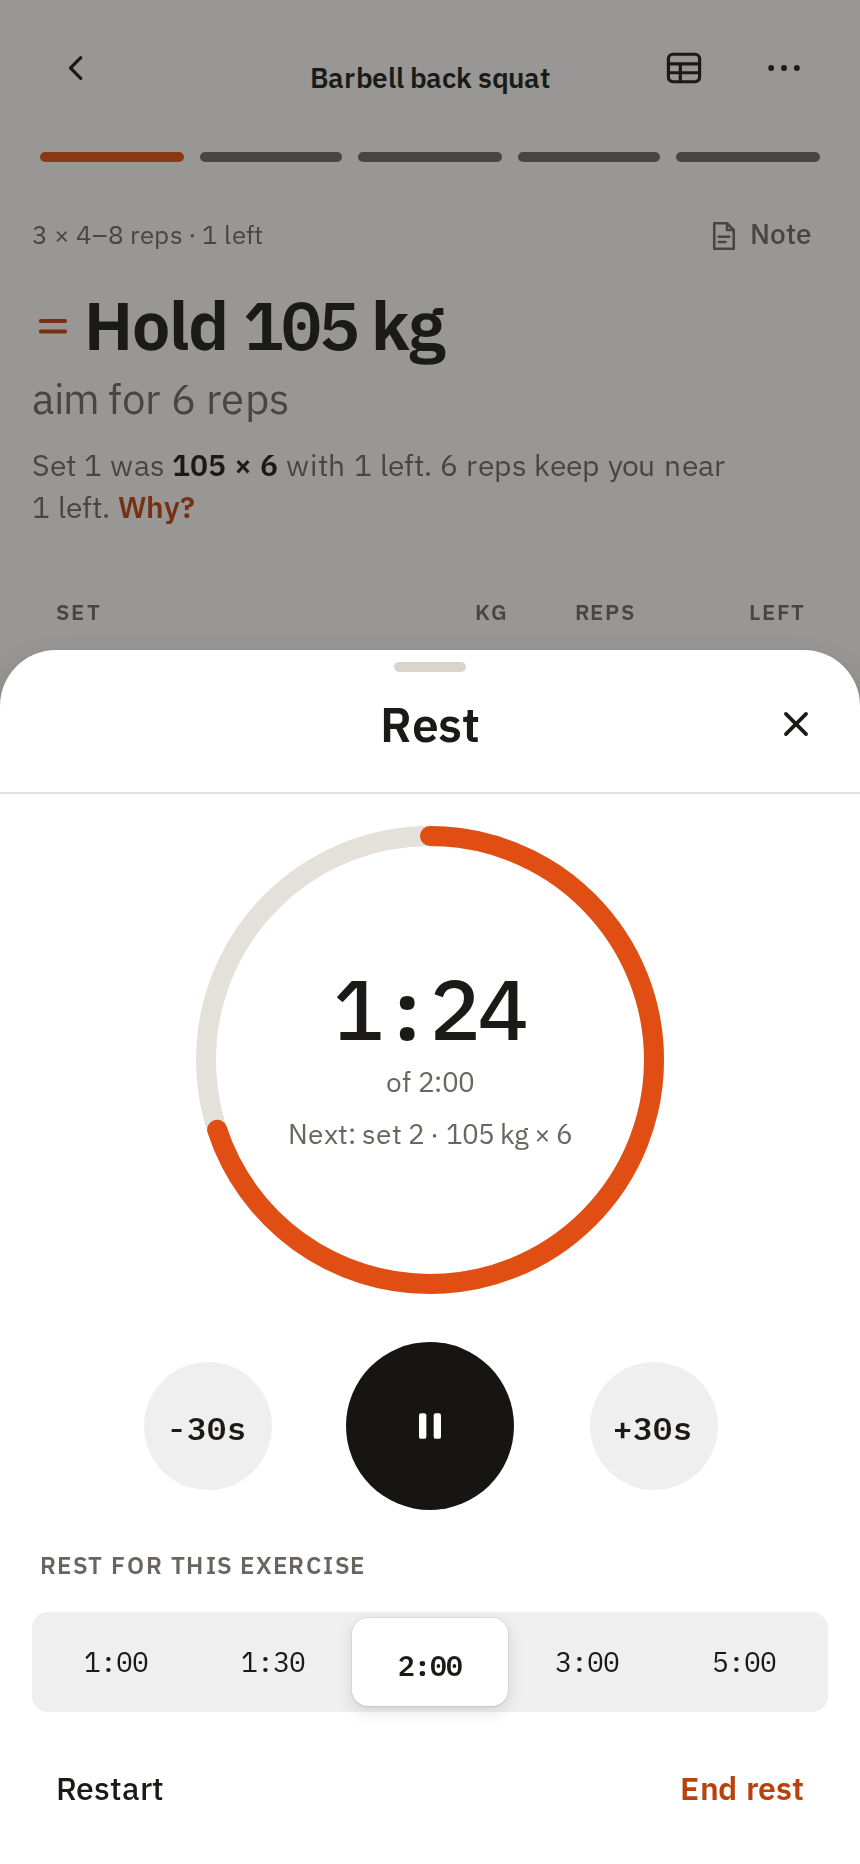 Barbell back squat
3 × 4–8 reps · 1 left
Note
= Hold 105 kg
aim for 6 reps
Set 1 was 105 × 6 with 1 left. 6 reps keep you near
1 left. Why?
SET KG REPS LEFT
Rest
1:24
of 2:00
Next: set 2 · 105 kg × 6
-30s
+30s
REST FOR THIS EXERCISE
1:00 1:30 2:00 3:00 5:00
Restart
End rest